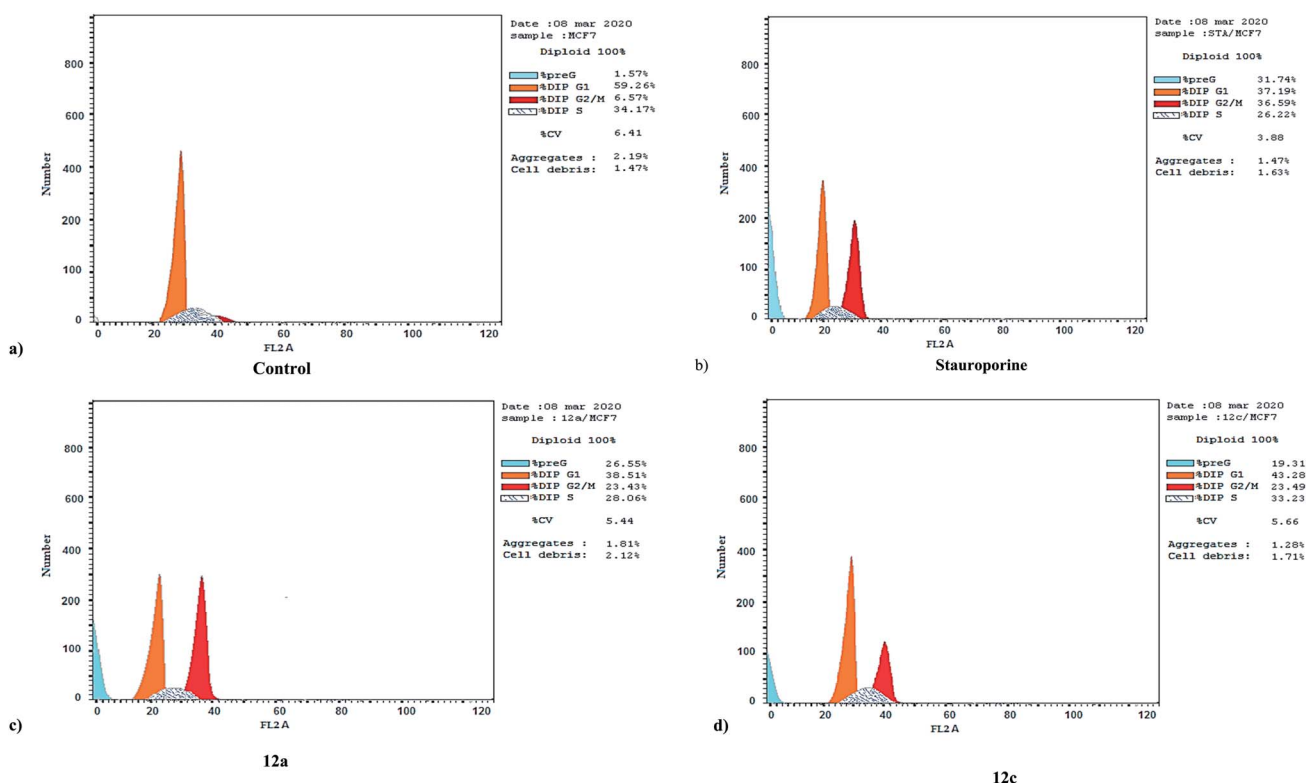 Date :08 mar 2020
sample :MCF7
Diploid 100%
%preG 1.57%
%DIP G1 59.26%
%DIP G2/M 6.57%
%DIP S 34.17%
%CV 6.41
Aggregates : 2.19%
Cell debris: 1.47%
Number
800
600
400
200
100
0
0 20 40 60 80 100 120
FL2A
a)
Control
Date :08 mar 2020
sample :STA/MCF7
Diploid 100%
%preG 31.74%
%DIP G1 37.19%
%DIP G2/M 36.59%
%DIP S 26.22%
%CV 3.88
Aggregates : 1.47%
Cell debris: 1.63%
Number
800
600
400
200
100
0
0 20 40 60 80 100 120
FL2A
b)
Stauroporine
Date :08 mar 2020
sample :12a/MCF7
Diploid 100%
%preG 26.55%
%DIP G1 38.51%
%DIP G2/M 23.43%
%DIP S 28.06%
%CV 5.44
Aggregates : 1.81%
Cell debris: 2.12%
Number
800
600
400
200
100
0
0 20 40 60 80 100 120
FL2A
c)
12a
Date :08 mar 2020
sample :12c/MCF7
Diploid 100%
%preG 19.31
%DIP G1 43.28
%DIP G2/M 23.49
%DIP S 33.23
%CV 5.66
Aggregates : 1.28%
Cell debris: 1.71%
Number
800
600
400
200
100
0
0 20 40 60 80 100 120
FL2A
d)
12c